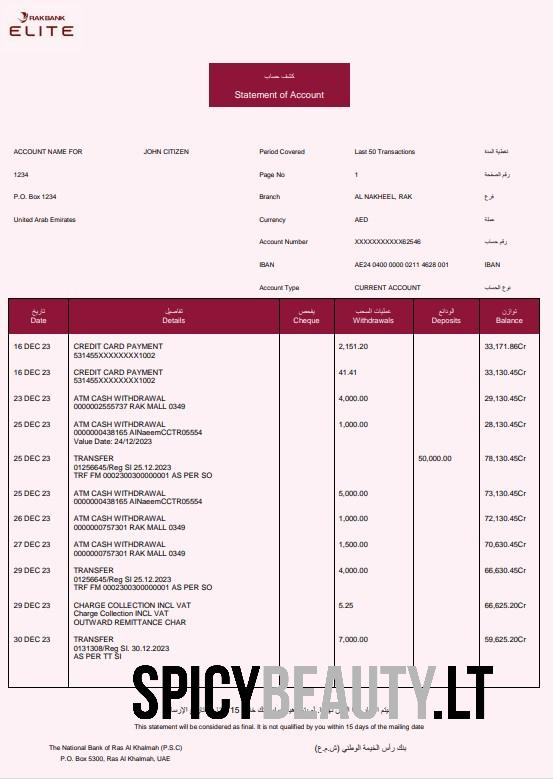 RAKBANK
ELITE
كشف حساب
Statement of Account
ACCOUNT NAME FOR JOHN CITIZEN Period Covered Last 50 Transactions تغطية المدة
1234 Page No 1 رقم الصفحة
P.O. Box 1234 Branch AL NAKHEEL, RAK فرع
United Arab Emirates Currency AED عملة
Account Number XXXXXXXXXXX62546 رقم حساب
IBAN AE24 0400 0000 0211 4628 001 IBAN
Account Type CURRENT ACCOUNT نوع الحساب
تاريخ تفاصيل يفحص عمليات السحب الودائع توازن
Date Details Cheque Withdrawals Deposits Balance
16 DEC 23 CREDIT CARD PAYMENT 2,151.20 33,171.86Cr
531455XXXXXXXX1002
16 DEC 23 CREDIT CARD PAYMENT 41.41 33,130.45Cr
531455XXXXXXXX1002
23 DEC 23 ATM CASH WITHDRAWAL 4,000.00 29,130.45Cr
0000002555737 RAK MALL 0349
25 DEC 23 ATM CASH WITHDRAWAL 1,000.00 28,130.45Cr
0000000438165 AlNaeemCCTR05554
Value Date: 24/12/2023
25 DEC 23 TRANSFER 50,000.00 78,130.45Cr
01256645/Reg SI 25.12.2023
TRF FM 0002300300000001 AS PER SO
25 DEC 23 ATM CASH WITHDRAWAL 5,000.00 73,130.45Cr
0000000438165 AlNaeemCCTR05554
26 DEC 23 ATM CASH WITHDRAWAL 1,000.00 72,130.45Cr
0000000757301 RAK MALL 0349
27 DEC 23 ATM CASH WITHDRAWAL 1,500.00 70,630.45Cr
0000000757301 RAK MALL 0349
29 DEC 23 TRANSFER 4,000.00 66,630.45Cr
01256645/Reg SI 25.12.2023
TRF FM 0002300300000001 AS PER SO
29 DEC 23 CHARGE COLLECTION INCL VAT 5.25 66,625.20Cr
Charge Collection INCL VAT
OUTWARD REMITTANCE CHAR
30 DEC 23 TRANSFER 7,000.00 59,625.20Cr
0131308/Reg SI. 30.12.2023
AS PER TT SI
SPICYBEAUTY.LT
This statement will be considered as final. It is not qualified by you within 15 days of the mailing date
The National Bank of Ras Al Khalmah (P.S.C) بنك رأس الخيمة الوطني (ش.م.ع)
P.O. Box 5300, Ras Al Khalmah, UAE